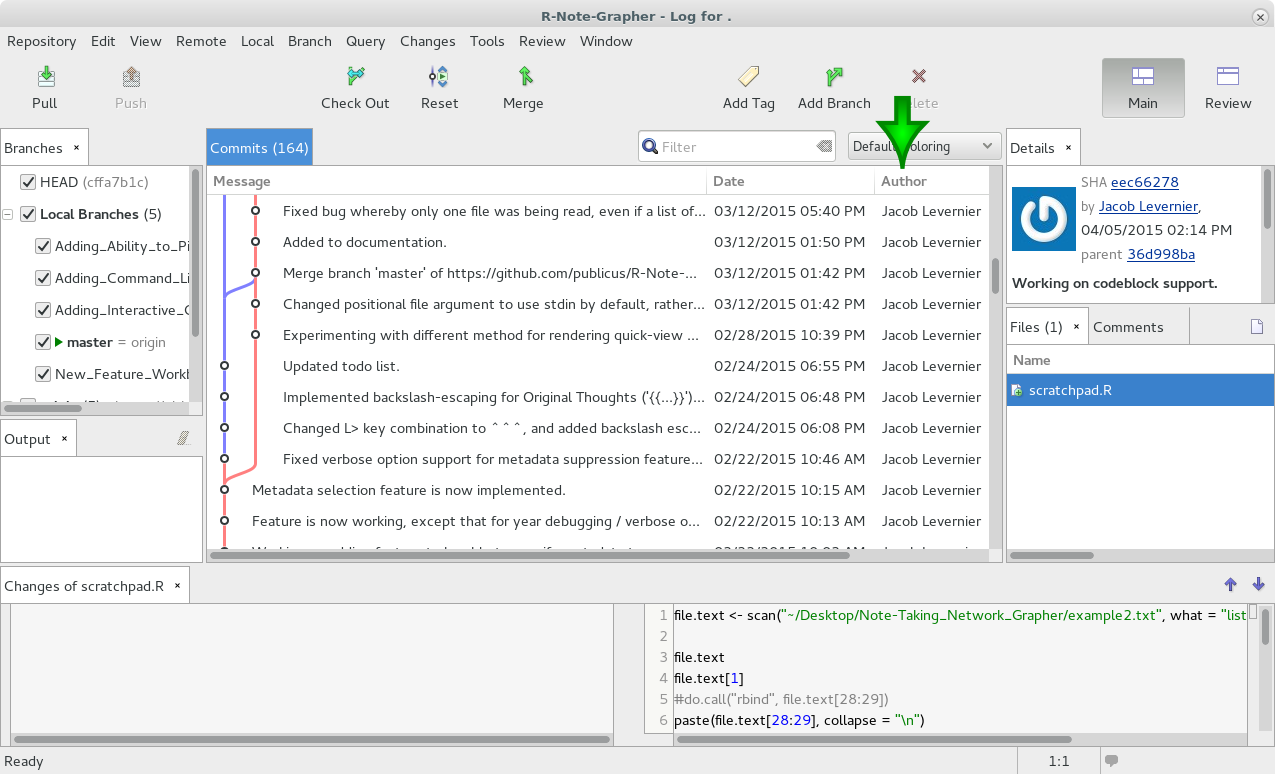 R-Note-Grapher - Log for .
Repository Edit View Remote Local Branch Query Changes Tools Review Window
Pull Push Check Out Reset Merge Add Tag Add Branch Main Review
Branches
HEAD (cffa7b1c)
Local Branches (5)
Adding_Ability_to_Pi
Adding_Command_Li
Adding_Interactive_C
master = origin
New_Feature_Workb
Output
Commits (164)
Filter
Message Date Author
Fixed bug whereby only one file was being read, even if a list of... 03/12/2015 05:40 PM Jacob Levernier
Added to documentation. 03/12/2015 01:50 PM Jacob Levernier
Merge branch 'master' of https://github.com/publicus/R-Note-... 03/12/2015 01:42 PM Jacob Levernier
Changed positional file argument to use stdin by default, rather... 03/12/2015 01:42 PM Jacob Levernier
Experimenting with different method for rendering quick-view ... 02/28/2015 10:39 PM Jacob Levernier
Updated todo list. 02/24/2015 06:55 PM Jacob Levernier
Implemented backslash-escaping for Original Thoughts ('{{...}}')... 02/24/2015 06:48 PM Jacob Levernier
Changed L> key combination to ^^^, and added backslash esc... 02/24/2015 06:08 PM Jacob Levernier
Fixed verbose option support for metadata suppression feature... 02/22/2015 10:46 AM Jacob Levernier
Metadata selection feature is now implemented. 02/22/2015 10:15 AM Jacob Levernier
Feature is now working, except that for year debugging / verbose o... 02/22/2015 10:13 AM Jacob Levernier
Details
SHA eec66278
by Jacob Levernier,
04/05/2015 02:14 PM
parent 36d998ba
Working on codeblock support.
Files (1) Comments
Name
scratchpad.R
Changes of scratchpad.R
1 file.text <- scan("~/Desktop/Note-Taking_Network_Grapher/example2.txt", what = "list
2
3 file.text
4 file.text[1]
5 #do.call("rbind", file.text[28:29])
6 paste(file.text[28:29], collapse = "\n")
Ready 1:1